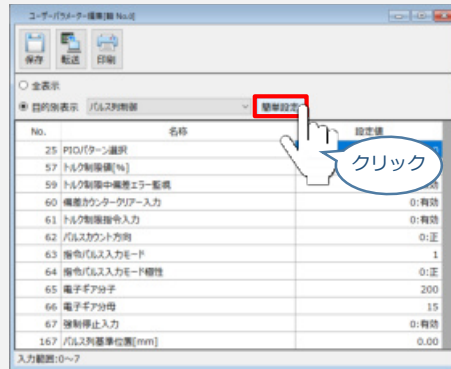 ユーザーパラメーター編集[軸 No.0]
保存 転送 印刷
全表示
目的別表示 パルス列制御 簡単設定
No. 名称 設定値
25 PIOパターン選択
57 トルク制限値[%]
59 トルク制限中偏差エラー監視
60 偏差カウンタークリアー入力 0:有効
61 トルク制限指令入力 0:有効
62 パルスカウント方向 0:正
63 指令パルス入力モード 1
64 指令パルス入力モード極性 0:正
65 電子ギア分子 200
66 電子ギア分母 15
67 強制停止入力 0:有効
167 パルス列基準位置[mm] 0.00
入力範囲:0～7
クリック